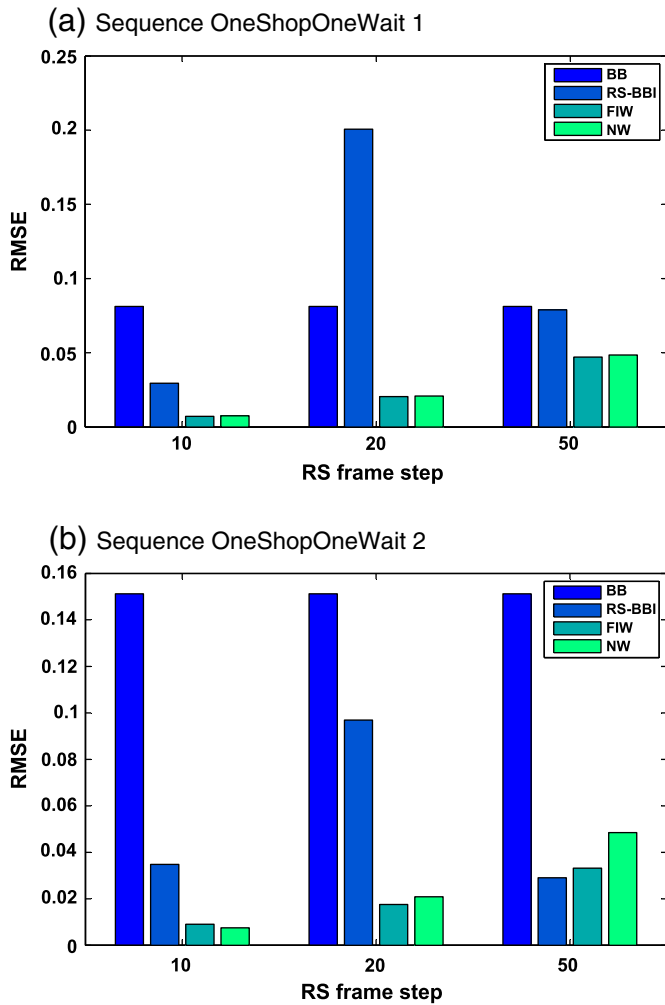 (a) Sequence OneShopOneWait 1
0.25
0.2
0.15
0.1
0.05
0
RMSE
BB
RS-BBI
FIW
NW
10 20 50
RS frame step
(b) Sequence OneShopOneWait 2
0.16
0.14
0.12
0.1
0.08
0.06
0.04
0.02
0
RMSE
BB
RS-BBI
FIW
NW
10 20 50
RS frame step